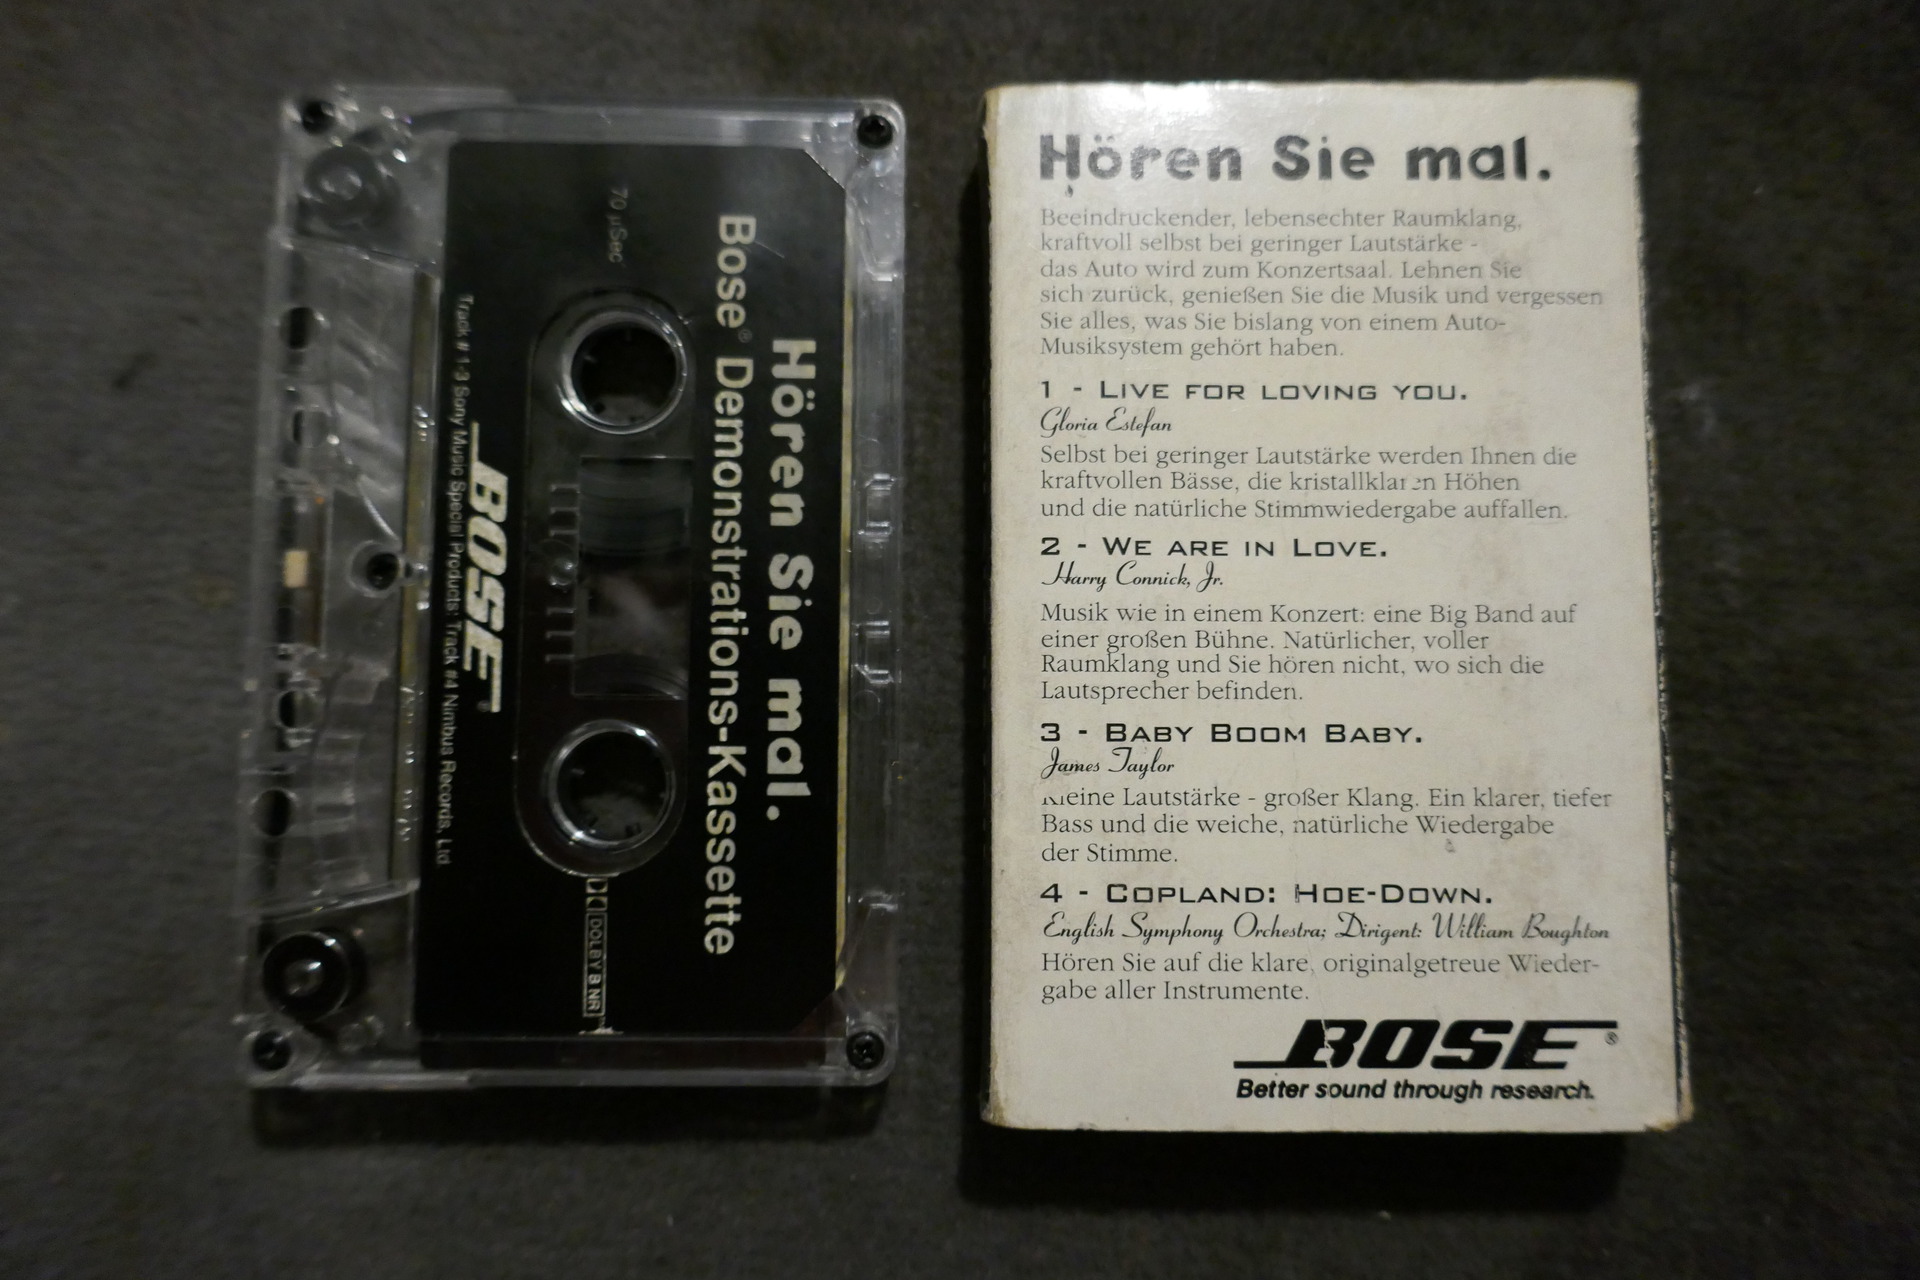 Hören Sie mal.
Bose® Demonstrations-Kassette
70 µSec
DOLBY B NR
BOSE®
Track # 1-3 Sony Music Special Products; Track #4 Nimbus Records, Ltd.
Hören Sie mal.
Beeindruckender, lebensechter Raumklang,
kraftvoll selbst bei geringer Lautstärke -
das Auto wird zum Konzertsaal. Lehnen Sie
sich zurück, genießen Sie die Musik und vergessen
Sie alles, was Sie bislang von einem Auto-
Musiksystem gehört haben.
1 - LIVE FOR LOVING YOU.
Gloria Estefan
Selbst bei geringer Lautstärke werden Ihnen die
kraftvollen Bässe, die kristallklaren Höhen
und die natürliche Stimmwiedergabe auffallen.
2 - WE ARE IN LOVE.
Harry Connick, Jr.
Musik wie in einem Konzert: eine Big Band auf
einer großen Bühne. Natürlicher, voller
Raumklang und Sie hören nicht, wo sich die
Lautsprecher befinden.
3 - BABY BOOM BABY.
James Taylor
Kleine Lautstärke - großer Klang. Ein klarer, tiefer
Bass und die weiche, natürliche Wiedergabe
der Stimme.
4 - COPLAND: HOE-DOWN.
English Symphony Orchestra; Dirigent: William Boughton
Hören Sie auf die klare, originalgetreue Wieder-
gabe aller Instrumente.
BOSE®
Better sound through research.